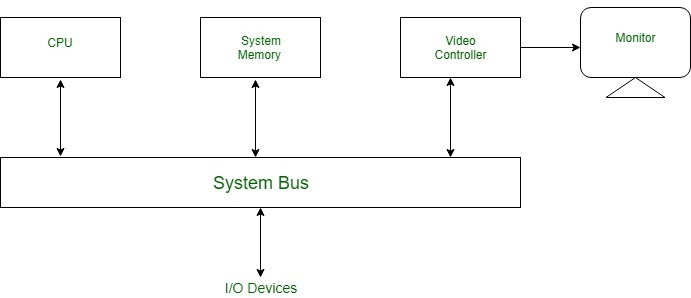 CPU
System
Memory
Video
Controller
Monitor
System Bus
I/O Devices